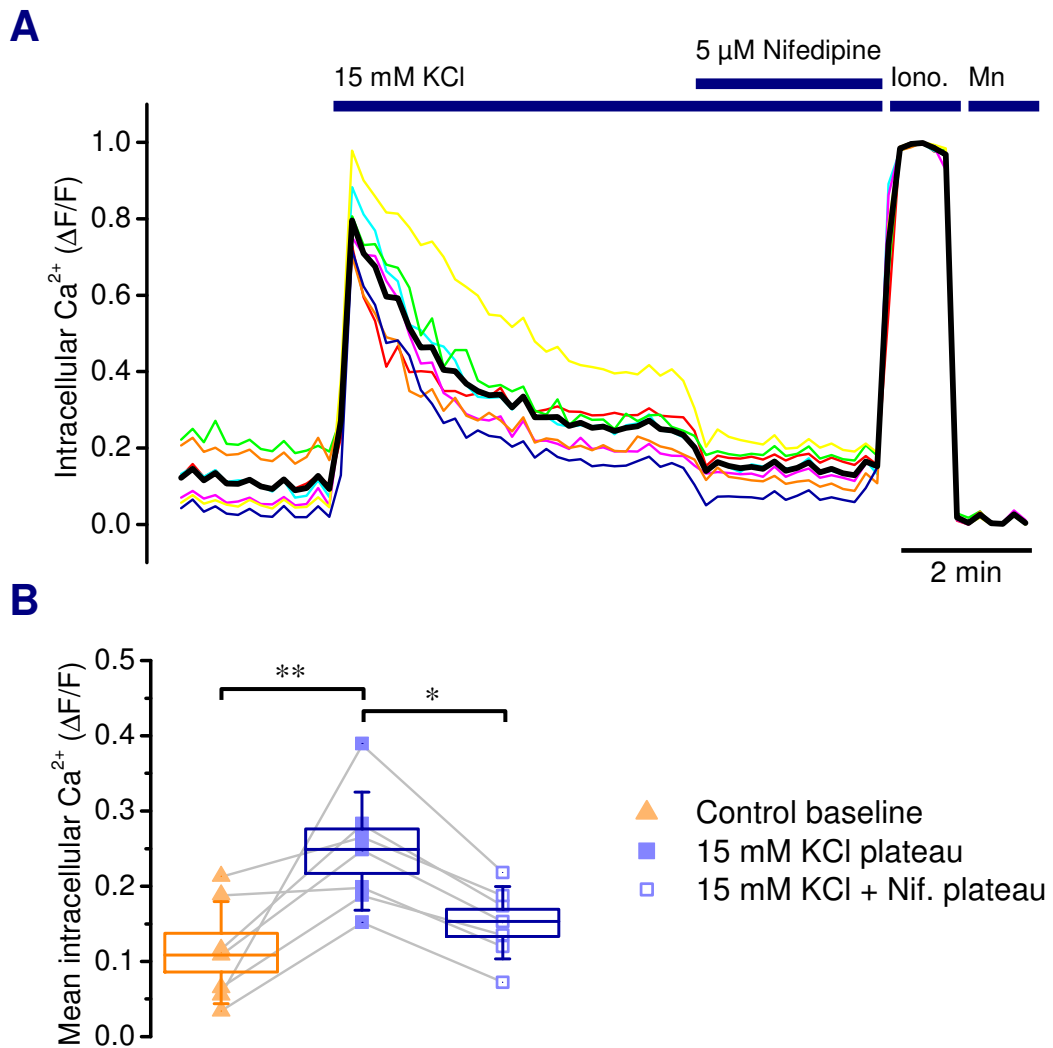 A
5 µM Nifedipine
15 mM KCl
Iono.
Mn
Intracellular Ca²⁺ (ΔF/F)
1.0
0.8
0.6
0.4
0.2
0.0
2 min
B
Mean intracellular Ca²⁺ (ΔF/F)
0.5
0.4
0.3
0.2
0.1
0.0
**
*
Control baseline
15 mM KCl plateau
15 mM KCl + Nif. plateau